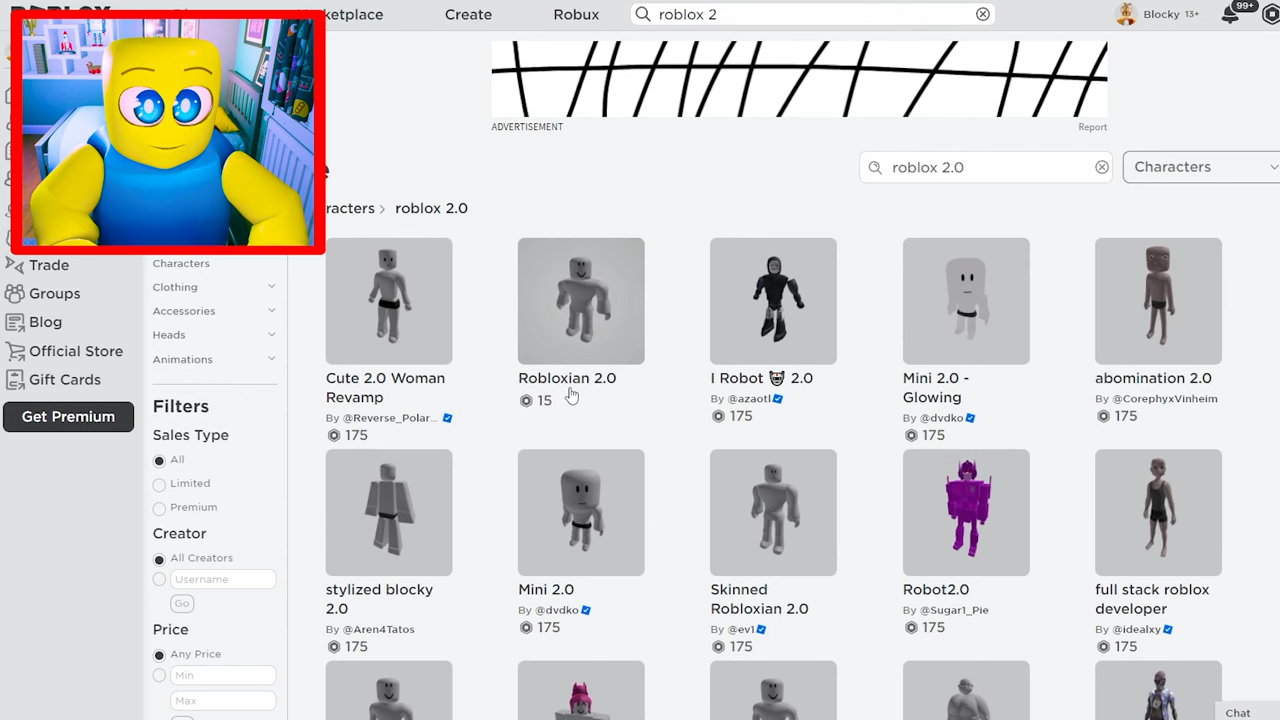 Create
Robux
roblox 2
Blocky 13+
99+
ADVERTISEMENT
Report
roblox 2.0
Characters
roblox 2.0
Trade
Groups
Blog
Official Store
Gift Cards
Get Premium
Characters
Clothing
Accessories
Heads
Animations
Filters
Sales Type
All
Limited
Premium
Creator
All Creators
Username
Go
Price
Any Price
Min
Max
Cute 2.0 Woman
Revamp
By @Reverse_Polar...
175
Robloxian 2.0
15
I Robot 🤡 2.0
By @azaotl
175
Mini 2.0 -
Glowing
By @dvdko
175
abomination 2.0
By @CorephyxVinheim
175
stylized blocky
2.0
By @Aren4Tatos
175
Mini 2.0
By @dvdko
175
Skinned
Robloxian 2.0
By @ev1
175
Robot2.0
By @Sugar1_Pie
175
full stack roblox
developer
By @idealxy
175
Chat